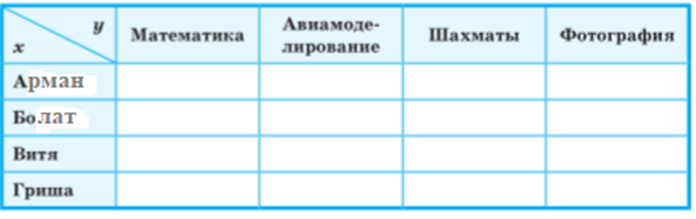 y
x
Математика
Авиамоде-
лирование
Шахматы
Фотография
Арман
Болат
Витя
Гриша